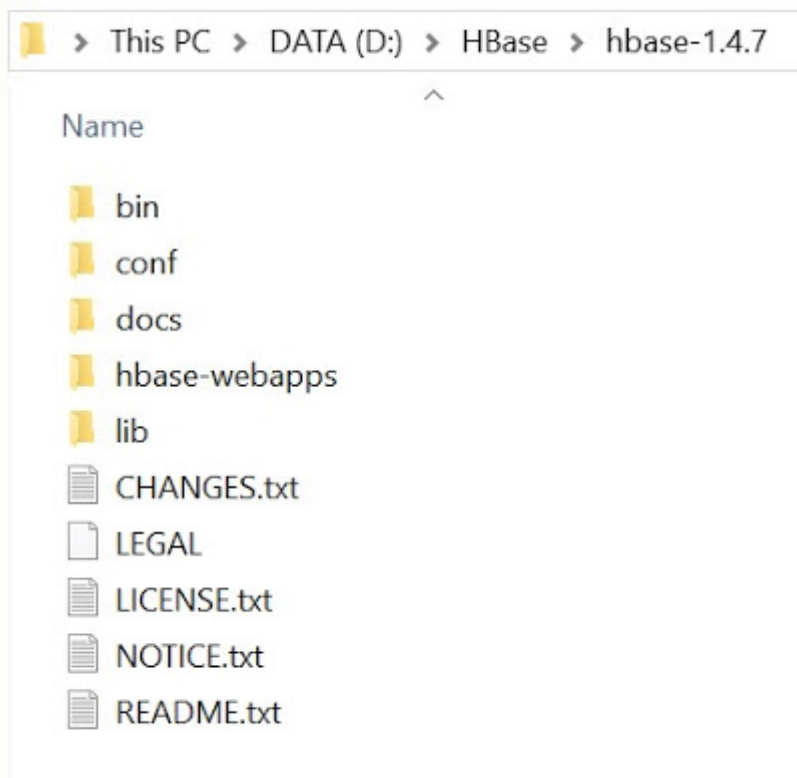 This PC > DATA (D:) > HBase > hbase-1.4.7
Name
bin
conf
docs
hbase-webapps
lib
CHANGES.txt
LEGAL
LICENSE.txt
NOTICE.txt
README.txt